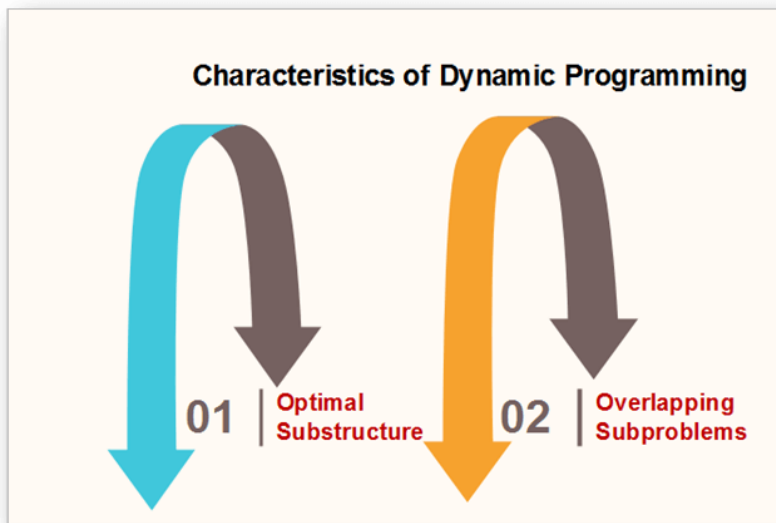 Characteristics of Dynamic Programming
01
Optimal
Substructure
02
Overlapping
Subproblems